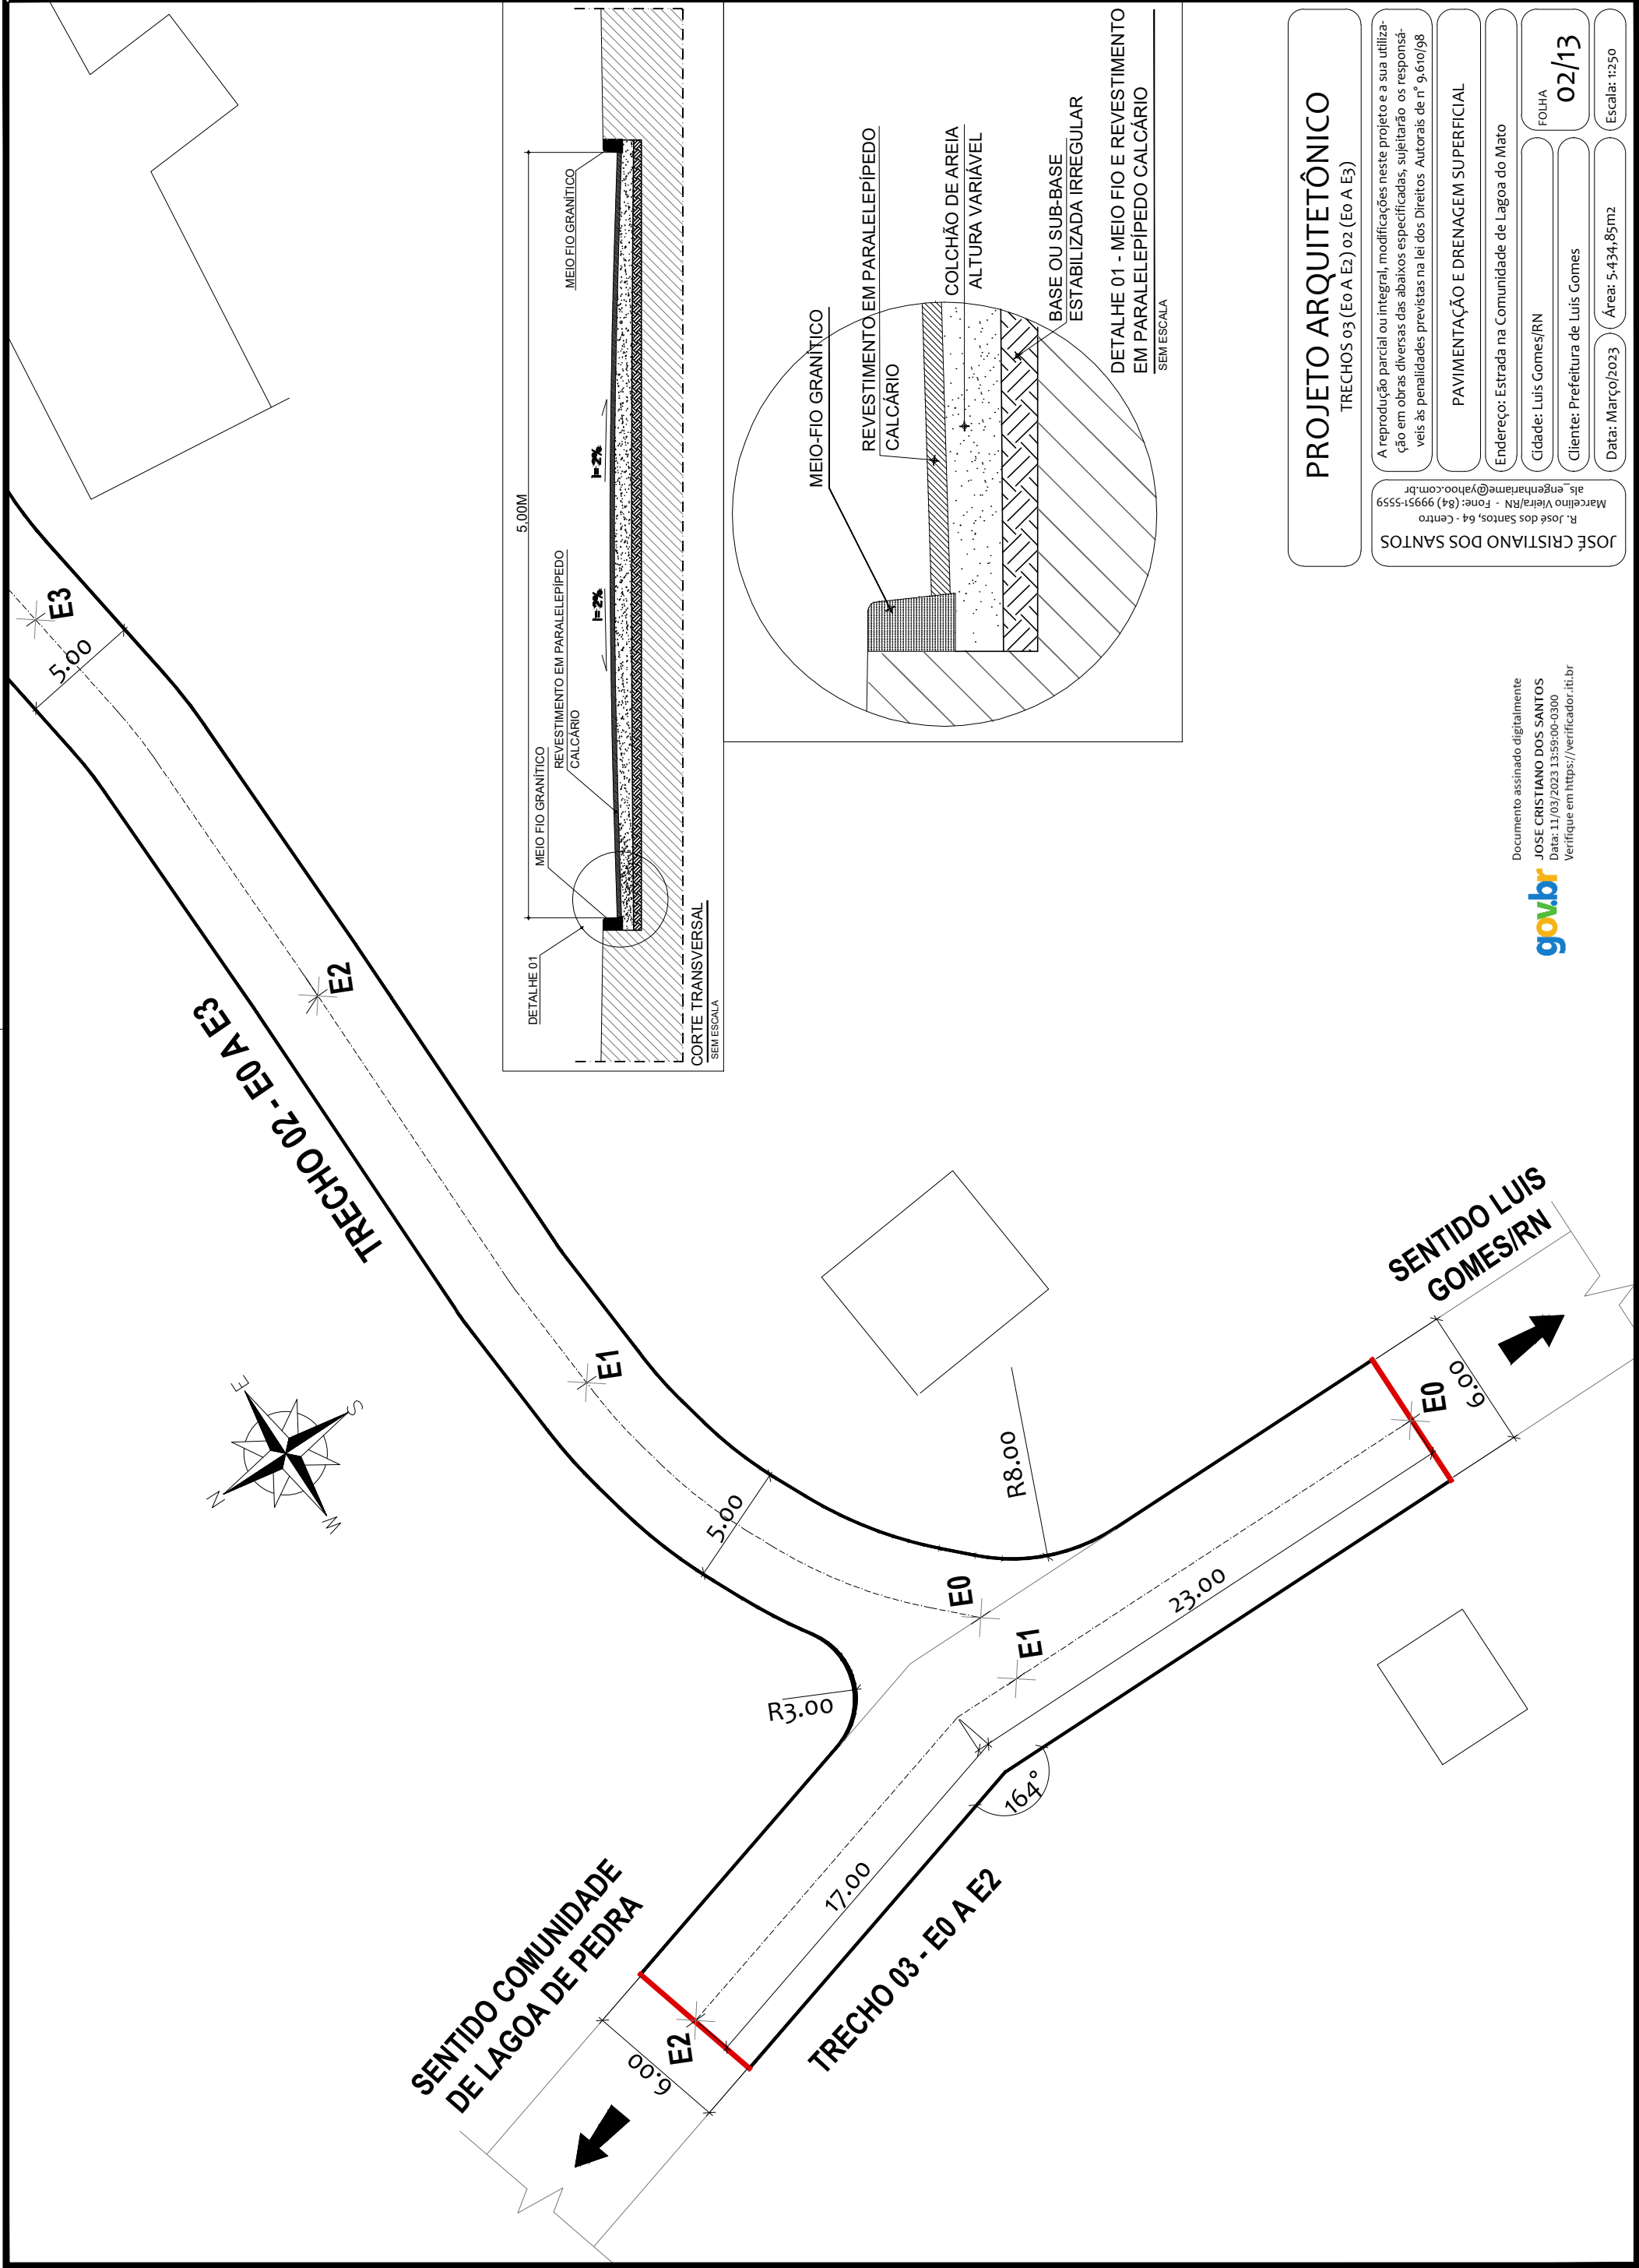 E3
5.00
E2
TRECHO 02 - E0 A E3
E1
5.00
E
S
N
W
E0
R8.00
R3.00
E1
23.00
E0
6.00
SENTIDO LUIS
GOMES/RN
164°
17.00
TRECHO 03 - E0 A E2
E2
6.00
SENTIDO COMUNIDADE
DE LAGOA DE PEDRA
5,00M
DETALHE 01
MEIO FIO GRANÍTICO
REVESTIMENTO EM PARALELEPÍPEDO
CALCÁRIO
I=2%
I=2%
MEIO FIO GRANÍTICO
CORTE TRANSVERSAL
SEM ESCALA
MEIO-FIO GRANÍTICO
REVESTIMENTO EM PARALELEPÍPEDO
CALCÁRIO
COLCHÃO DE AREIA
ALTURA VARIÁVEL
BASE OU SUB-BASE
ESTABILIZADA IRREGULAR
DETALHE 01 - MEIO FIO E REVESTIMENTO
EM PARALELEPÍPEDO CALCÁRIO
SEM ESCALA
Documento assinado digitalmente
gov.br
JOSE CRISTIANO DOS SANTOS
Data: 11/03/2023 13:59:00-0300
Verifique em https://verificador.iti.br
PROJETO ARQUITETÔNICO
TRECHOS 03 (E0 A E2) 02 (E0 A E3)
JOSÉ CRISTIANO DOS SANTOS
R. José dos Santos, 64 - Centro
Marcelino Vieira/RN - Fone: (84) 99951-5559
als_engenhariame@yahoo.com.br
A reprodução parcial ou integral, modificações neste projeto e a sua utiliza-
ção em obras diversas das abaixos especificadas, sujeitarão os responsá-
veis às penalidades previstas na lei dos Direitos Autorais de n° 9.610/98
PAVIMENTAÇÃO E DRENAGEM SUPERFICIAL
Endereço: Estrada na Comunidade de Lagoa do Mato
Cidade: Luis Gomes/RN
FOLHA
02/13
Cliente: Prefeitura de Luis Gomes
Data: Março/2023
Área: 5.434,85m2
Escala: 1:250